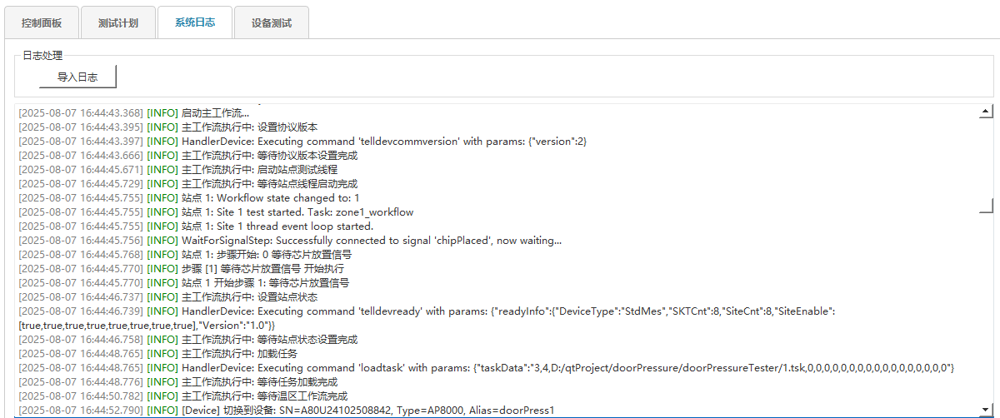 控制面板 测试计划 系统日志 设备测试
日志处理
导入日志
[2025-08-07 16:44:43.368] [INFO] 启动主工作流...
[2025-08-07 16:44:43.395] [INFO] 主工作流执行中: 设置协议版本
[2025-08-07 16:44:43.397] [INFO] HandlerDevice: Executing command 'telldevcommversion' with params: {"version":2}
[2025-08-07 16:44:43.666] [INFO] 主工作流执行中: 等待协议版本设置完成
[2025-08-07 16:44:45.671] [INFO] 主工作流执行中: 启动站点测试线程
[2025-08-07 16:44:45.729] [INFO] 主工作流执行中: 等待站点线程启动完成
[2025-08-07 16:44:45.755] [INFO] 站点 1: Workflow state changed to: 1
[2025-08-07 16:44:45.755] [INFO] 站点 1: Site 1 test started. Task: zone1_workflow
[2025-08-07 16:44:45.755] [INFO] 站点 1: Site 1 thread event loop started.
[2025-08-07 16:44:45.756] [INFO] WaitForSignalStep: Successfully connected to signal 'chipPlaced', now waiting...
[2025-08-07 16:44:45.768] [INFO] 站点 1: 步骤开始: 0 等待芯片放置信号
[2025-08-07 16:44:45.770] [INFO] 步骤 [1] 等待芯片放置信号 开始执行
[2025-08-07 16:44:45.770] [INFO] 站点 1 开始步骤 1: 等待芯片放置信号
[2025-08-07 16:44:46.737] [INFO] 主工作流执行中: 设置站点状态
[2025-08-07 16:44:46.739] [INFO] HandlerDevice: Executing command 'telldevready' with params: {"readyInfo":{"DeviceType":"StdMes","SKTCnt":8,"SiteCnt":8,"SiteEnable":
[true,true,true,true,true,true,true,true],"Version":"1.0"}}
[2025-08-07 16:44:46.758] [INFO] 主工作流执行中: 等待站点状态设置完成
[2025-08-07 16:44:48.765] [INFO] 主工作流执行中: 加载任务
[2025-08-07 16:44:48.765] [INFO] HandlerDevice: Executing command 'loadtask' with params: {"taskData":"3,4,D:/qtProject/doorPressure/doorPressureTester/1.tsk,0,0,0,0,0,0,0,0,0,0,0,0,0,0,0,0,0"}
[2025-08-07 16:44:48.776] [INFO] 主工作流执行中: 等待任务加载完成
[2025-08-07 16:44:50.782] [INFO] 主工作流执行中: 等待温区工作流完成
[2025-08-07 16:44:52.790] [INFO] [Device] 切换到设备: SN=A80U24102508842, Type=AP8000, Alias=doorPress1